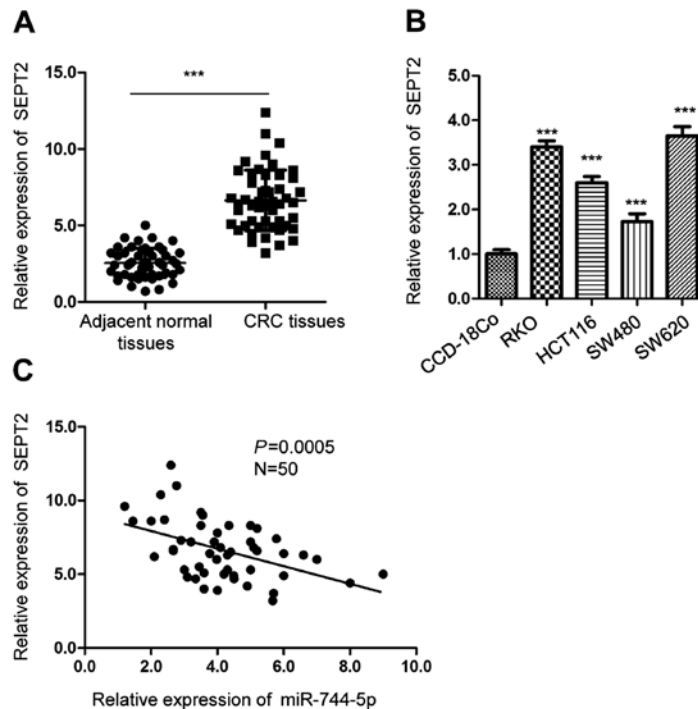 A
Relative expression of SEPT2
15.0
10.0
5.0
0.0
***
Adjacent normal
tissues
CRC tissues
B
Relative expression of SEPT2
5.0
4.0
3.0
2.0
1.0
0.0
***
***
***
***
CCD-18Co
RKO
HCT116
SW480
SW620
C
Relative expression of SEPT2
15.0
10.0
5.0
0.0
P=0.0005
N=50
0.0
2.0
4.0
6.0
8.0
10.0
Relative expression of miR-744-5p